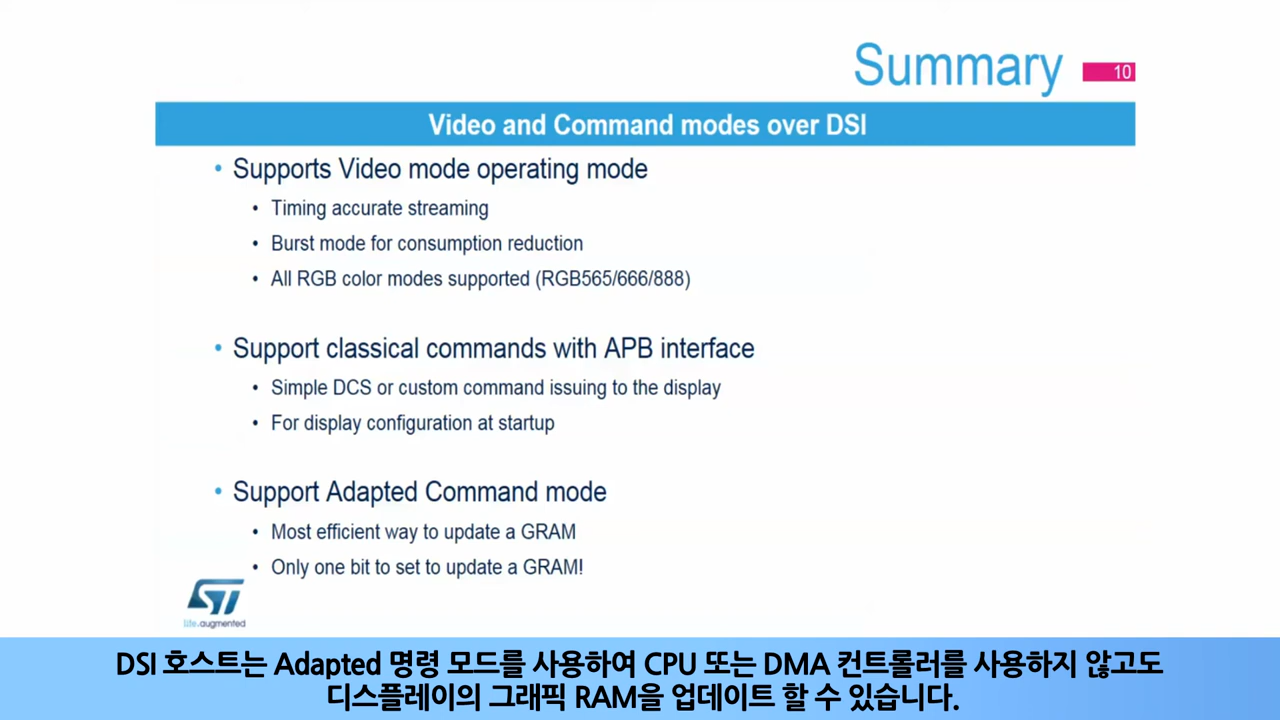 Summary
10
Video and Command modes over DSI
• Supports Video mode operating mode
• Timing accurate streaming
• Burst mode for consumption reduction
• All RGB color modes supported (RGB565/666/888)
• Support classical commands with APB interface
• Simple DCS or custom command issuing to the display
• For display configuration at startup
• Support Adapted Command mode
• Most efficient way to update a GRAM
• Only one bit to set to update a GRAM!
ST
life.augmented
DSI 호스트는 Adapted 명령 모드를 사용하여 CPU 또는 DMA 컨트롤러를 사용하지 않고도
디스플레이의 그래픽 RAM을 업데이트 할 수 있습니다.